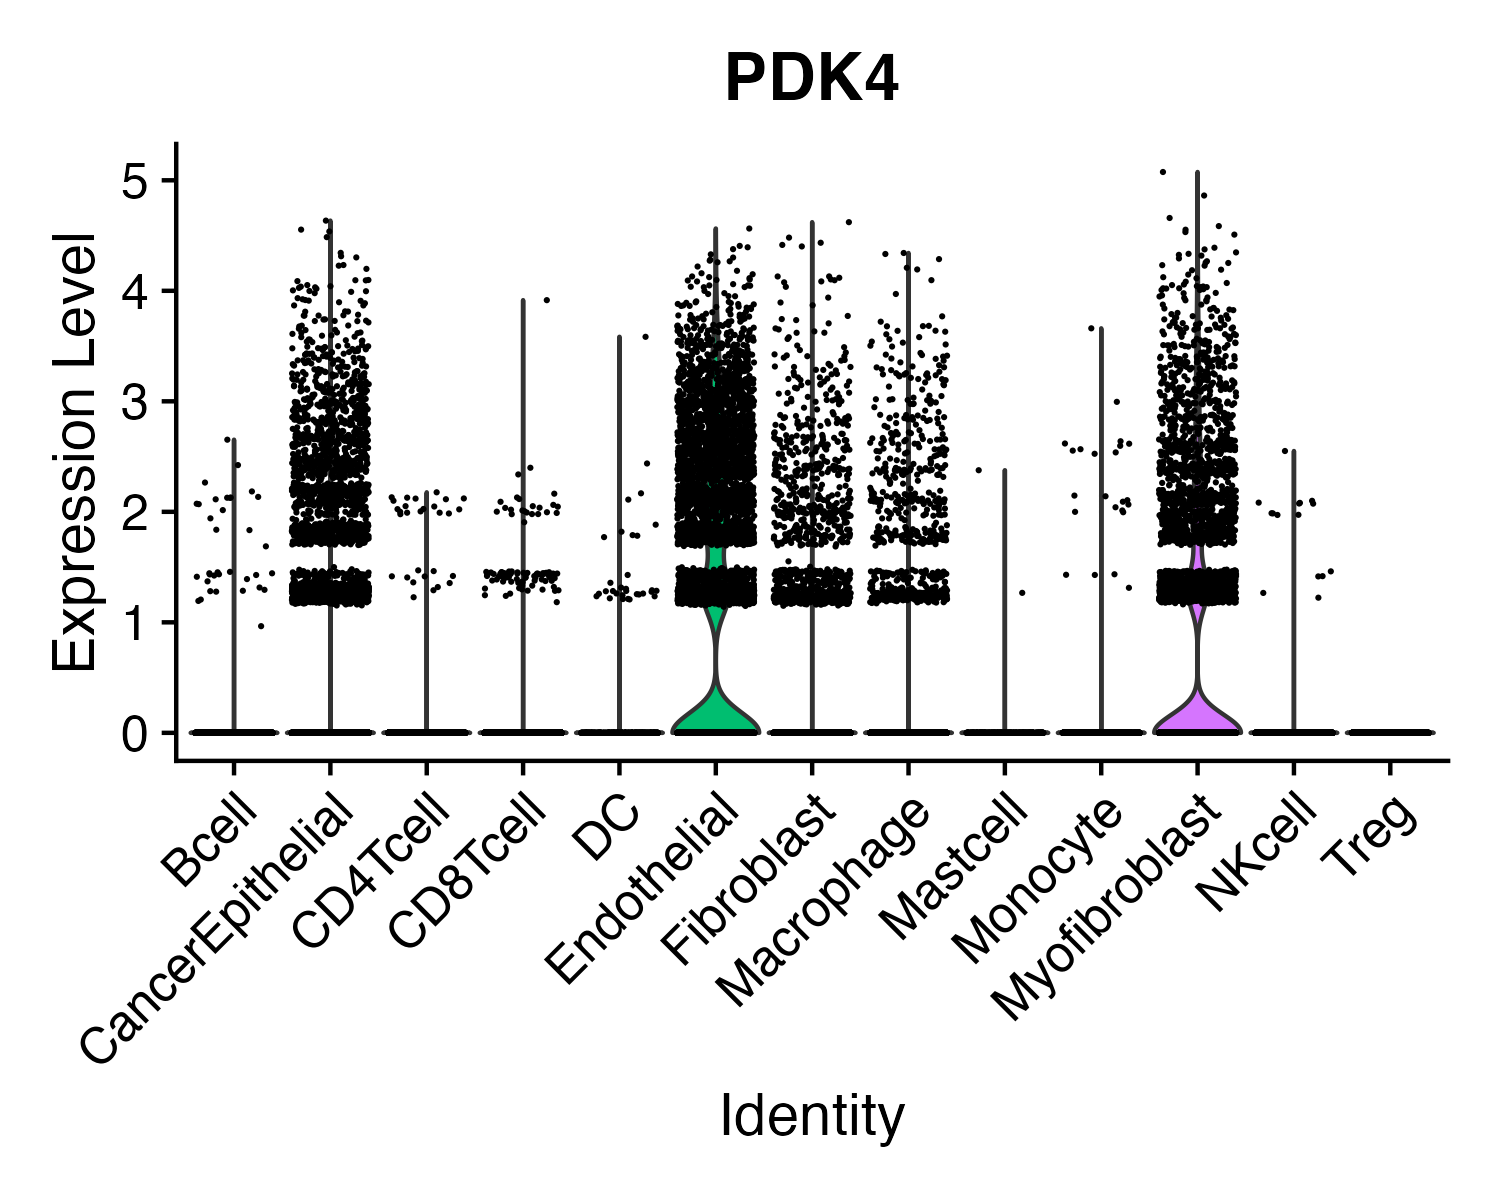 PDK4
Expression Level
5
4
3
2
1
0
Bcell
CancerEpithelial
CD4Tcell
CD8Tcell
DC
Endothelial
Fibroblast
Macrophage
Mastcell
Monocyte
Myofibroblast
NKcell
Treg
Identity